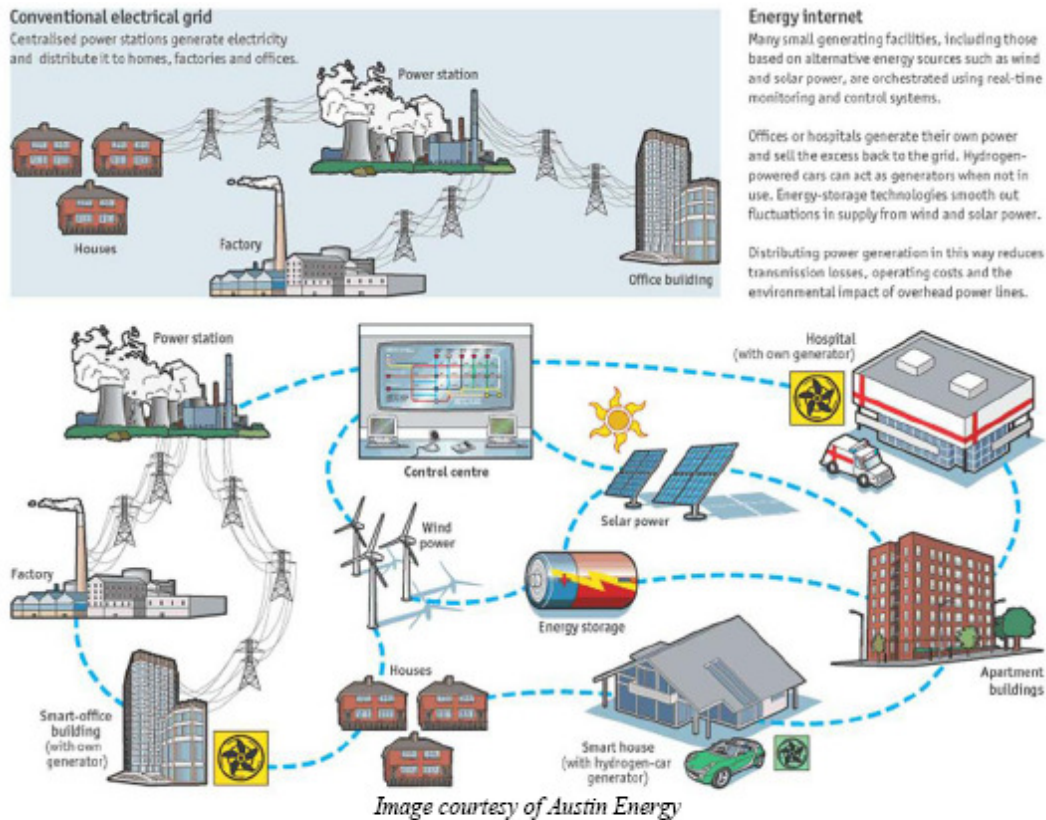 Conventional electrical grid
Centralised power stations generate electricity
and distribute it to homes, factories and offices.
Power station
Houses
Factory
Office building
Energy internet
Many small generating facilities, including those
based on alternative energy sources such as wind
and solar power, are orchestrated using real-time
monitoring and control systems.
Offices or hospitals generate their own power
and sell the excess back to the grid. Hydrogen-
powered cars can act as generators when not in
use. Energy-storage technologies smooth out
fluctuations in supply from wind and solar power.
Distributing power generation in this way reduces
transmission losses, operating costs and the
environmental impact of overhead power lines.
Power station
Control centre
Hospital
(with own generator)
Solar power
Wind
power
Factory
Energy storage
Apartment
buildings
Houses
Smart-office
building
(with own
generator)
Smart house
(with hydrogen-car
generator)
Image courtesy of Austin Energy